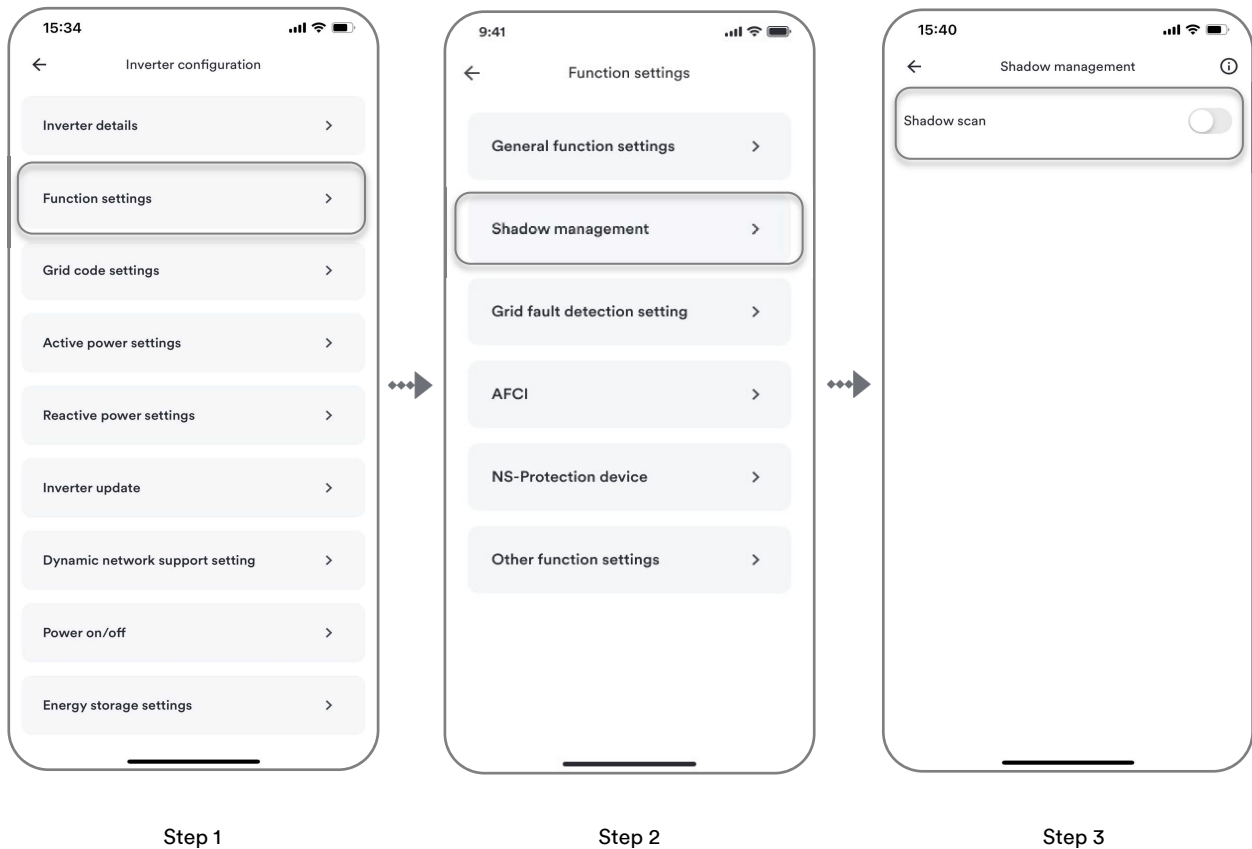 15:34
Inverter configuration
Inverter details
Function settings
Grid code settings
Active power settings
Reactive power settings
Inverter update
Dynamic network support setting
Power on/off
Energy storage settings
Step 1
9:41
Function settings
General function settings
Shadow management
Grid fault detection setting
AFCI
NS-Protection device
Other function settings
Step 2
15:40
Shadow management
Shadow scan
Step 3